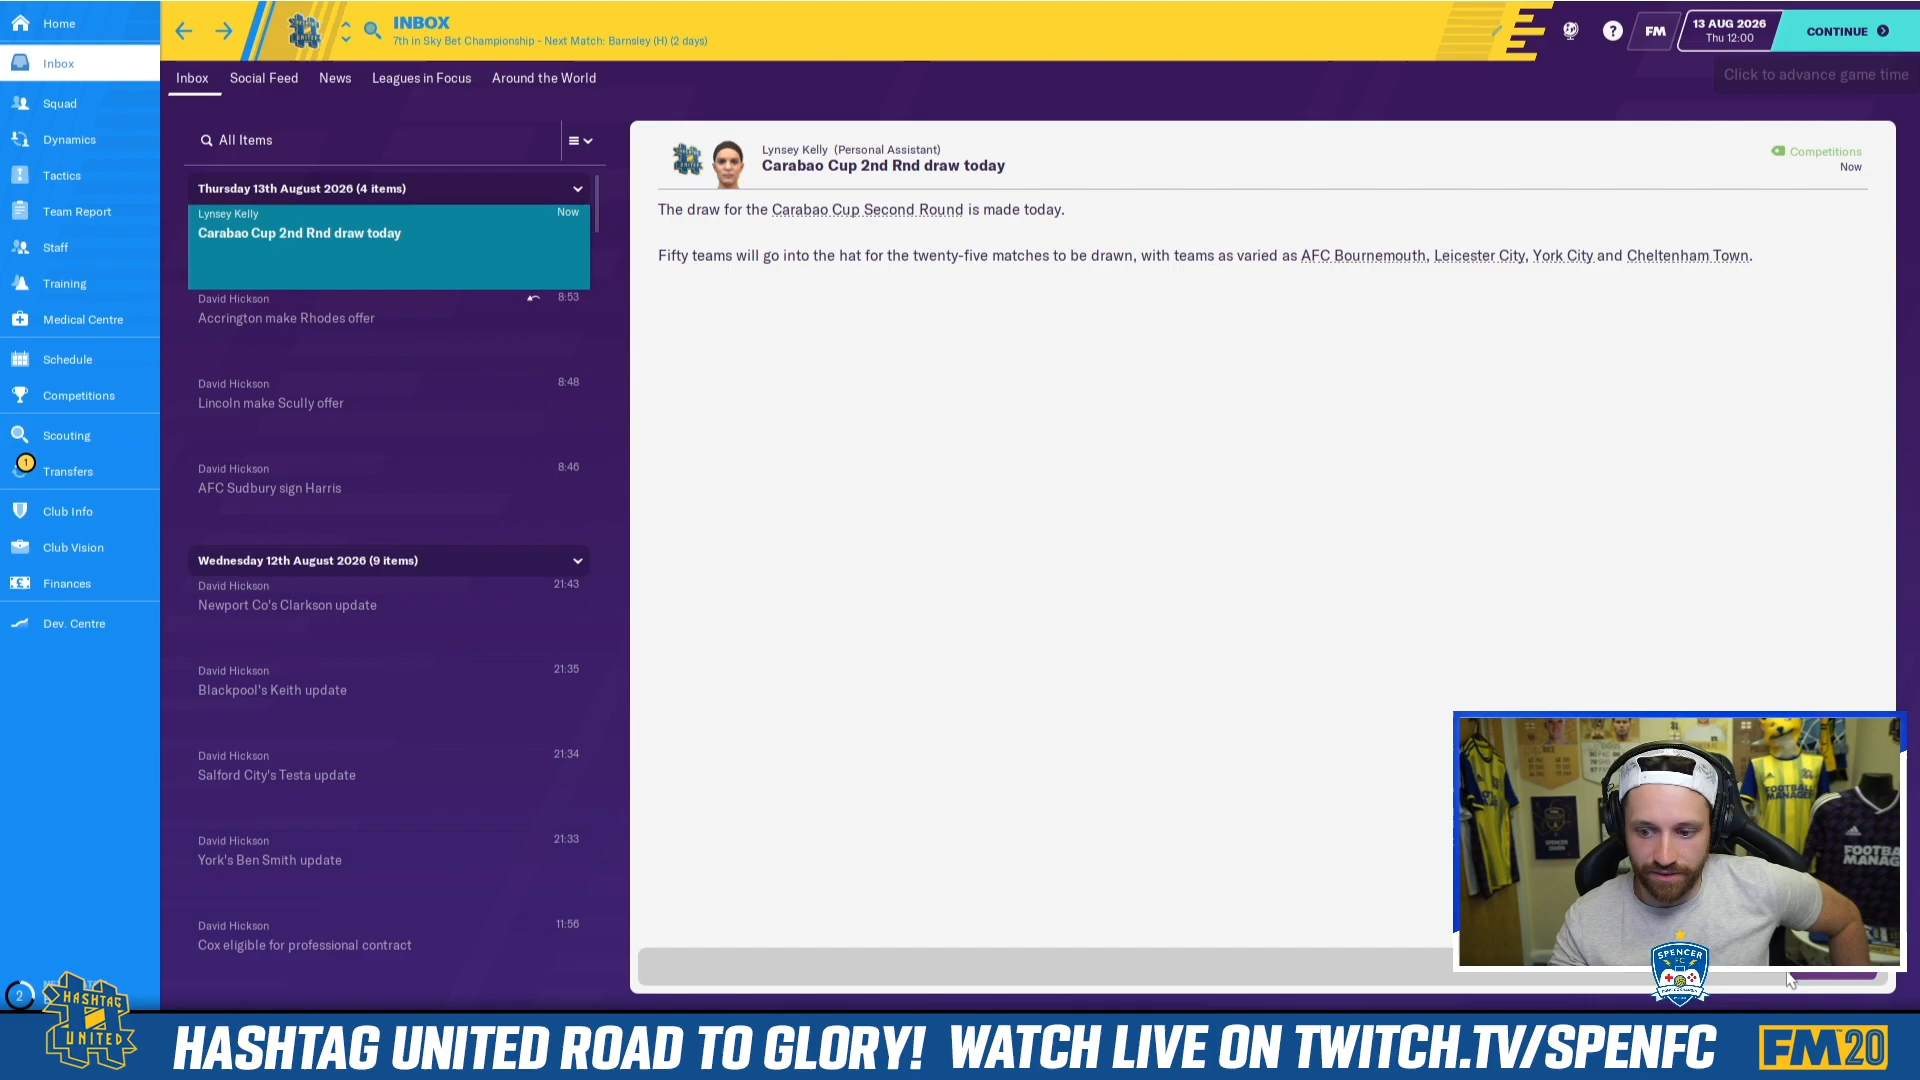 Home
Inbox
Squad
Dynamics
Tactics
Team Report
Staff
Training
Medical Centre
Schedule
Competitions
Scouting
1
Transfers
Club Info
Club Vision
Finances
Dev. Centre
2
INBOX
7th in Sky Bet Championship - Next Match: Barnsley (H) (2 days)
?
FM
13 AUG 2026
Thu 12:00
CONTINUE
Click to advance game time
Inbox
Social Feed
News
Leagues in Focus
Around the World
All Items
Thursday 13th August 2026 (4 items)
Lynsey Kelly
Now
Carabao Cup 2nd Rnd draw today
David Hickson
8:53
Accrington make Rhodes offer
David Hickson
8:48
Lincoln make Scully offer
David Hickson
8:46
AFC Sudbury sign Harris
Wednesday 12th August 2026 (9 items)
David Hickson
21:43
Newport Co's Clarkson update
David Hickson
21:35
Blackpool's Keith update
David Hickson
21:34
Salford City's Testa update
David Hickson
21:33
York's Ben Smith update
David Hickson
11:56
Cox eligible for professional contract
Lynsey Kelly (Personal Assistant)
Carabao Cup 2nd Rnd draw today
Competitions
Now
The draw for the Carabao Cup Second Round is made today.
Fifty teams will go into the hat for the twenty-five matches to be drawn, with teams as varied as AFC Bournemouth, Leicester City, York City and Cheltenham Town.
FOOTBALL
MANAGER
SPENCER
FC
HASHTAG
UNITED
HASHTAG UNITED ROAD TO GLORY! WATCH LIVE ON TWITCH.TV/SPENFC
FM20